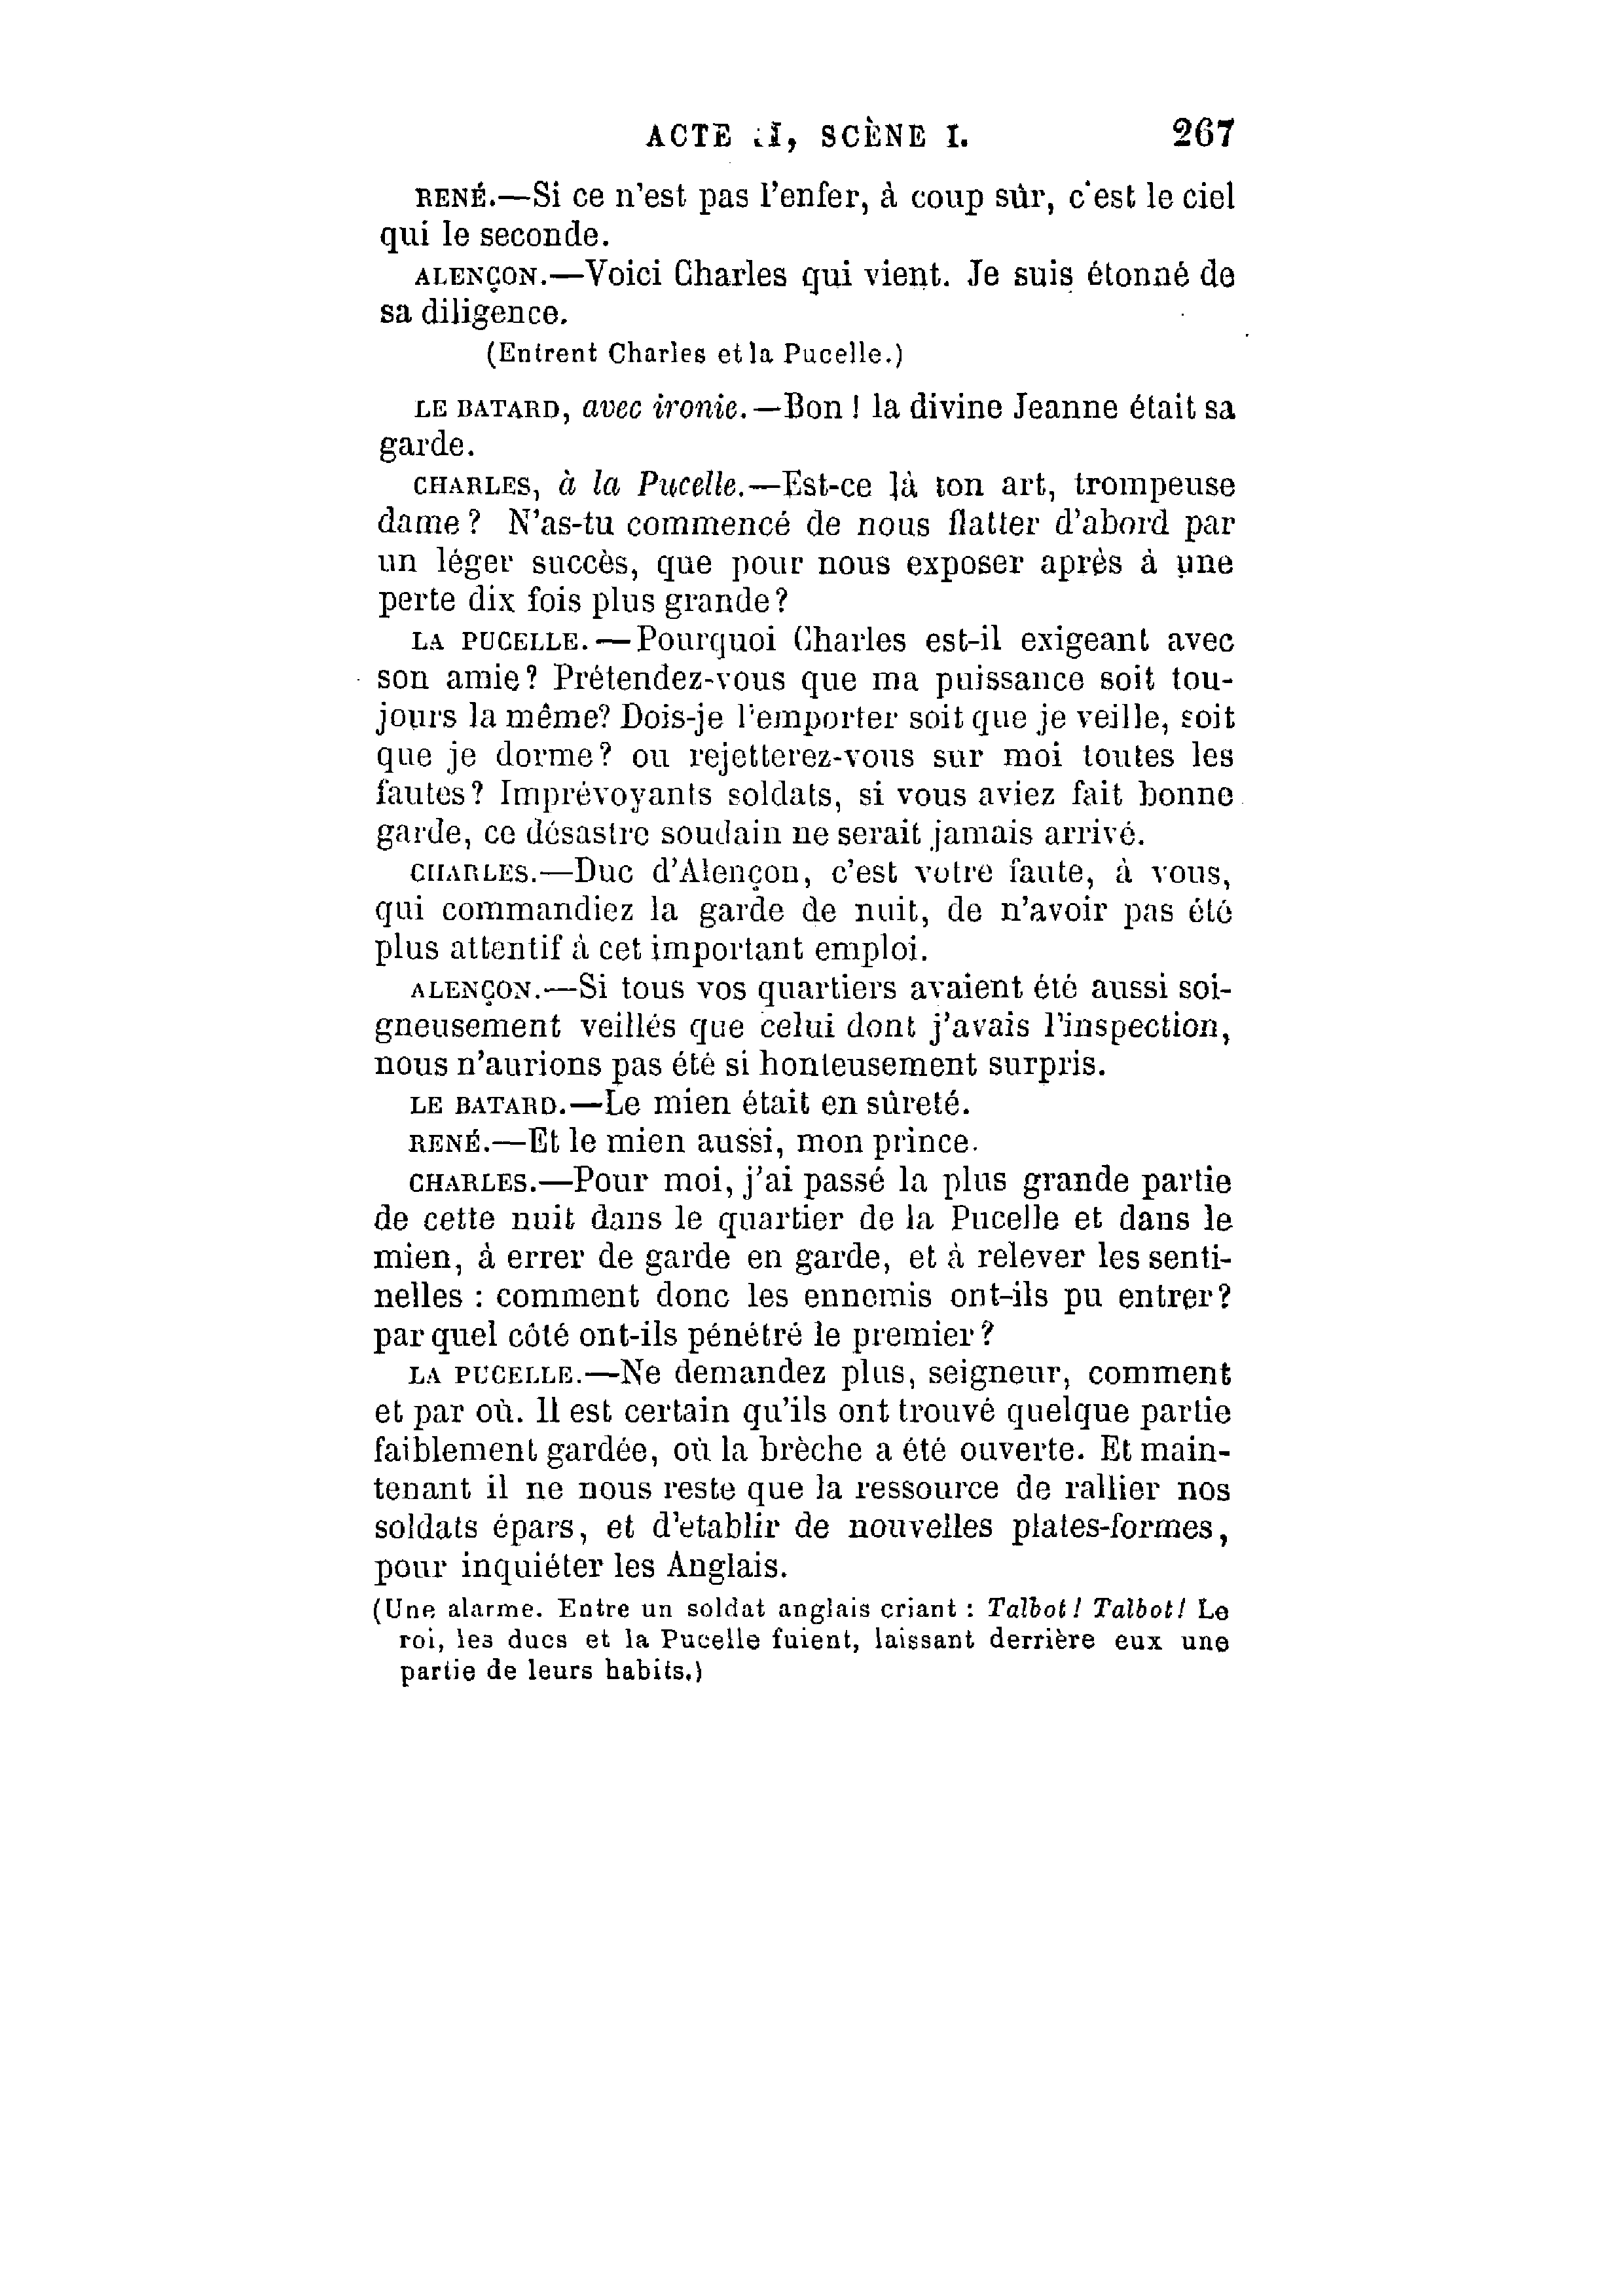 ACTE II, SCÈNE I. 267
RENÉ.—Si ce n'est pas l'enfer, à coup sûr, c'est le ciel
qui le seconde.
ALENÇON.—Voici Charles qui vient. Je suis étonné de
sa diligence.
(Entrent Charles et la Pucelle.)
LE BATARD, avec ironie.—Bon ! la divine Jeanne était sa
garde.
CHARLES, à la Pucelle.—Est-ce là ton art, trompeuse
dame ? N'as-tu commencé de nous flatter d'abord par
un léger succès, que pour nous exposer après à une
perte dix fois plus grande?
LA PUCELLE.—Pourquoi Charles est-il exigeant avec
son amie? Prétendez-vous que ma puissance soit tou-
jours la même? Dois-je l'emporter soit que je veille, soit
que je dorme? ou rejetterez-vous sur moi toutes les
fautes? Imprévoyants soldats, si vous aviez fait bonne
garde, ce désastre soudain ne serait jamais arrivé.
CHARLES.—Duc d'Alençon, c'est votre faute, à vous,
qui commandiez la garde de nuit, de n'avoir pas été
plus attentif à cet important emploi.
ALENÇON.—Si tous vos quartiers avaient été aussi soi-
gneusement veillés que celui dont j'avais l'inspection,
nous n'aurions pas été si honteusement surpris.
LE BATARD.—Le mien était en sûreté.
RENÉ.—Et le mien aussi, mon prince.
CHARLES.—Pour moi, j'ai passé la plus grande partie
de cette nuit dans le quartier de la Pucelle et dans le
mien, à errer de garde en garde, et à relever les senti-
nelles : comment donc les ennemis ont-ils pu entrer?
par quel côté ont-ils pénétré le premier?
LA PUCELLE.—Ne demandez plus, seigneur, comment
et par où. Il est certain qu'ils ont trouvé quelque partie
faiblement gardée, où la brèche a été ouverte. Et main-
tenant il ne nous reste que la ressource de rallier nos
soldats épars, et d'etablir de nouvelles plates-formes,
pour inquiéter les Anglais.
(Une alarme. Entre un soldat anglais criant : Talbot! Talbot! Le
roi, les ducs et la Pucelle fuient, laissant derrière eux une
partie de leurs habits.)